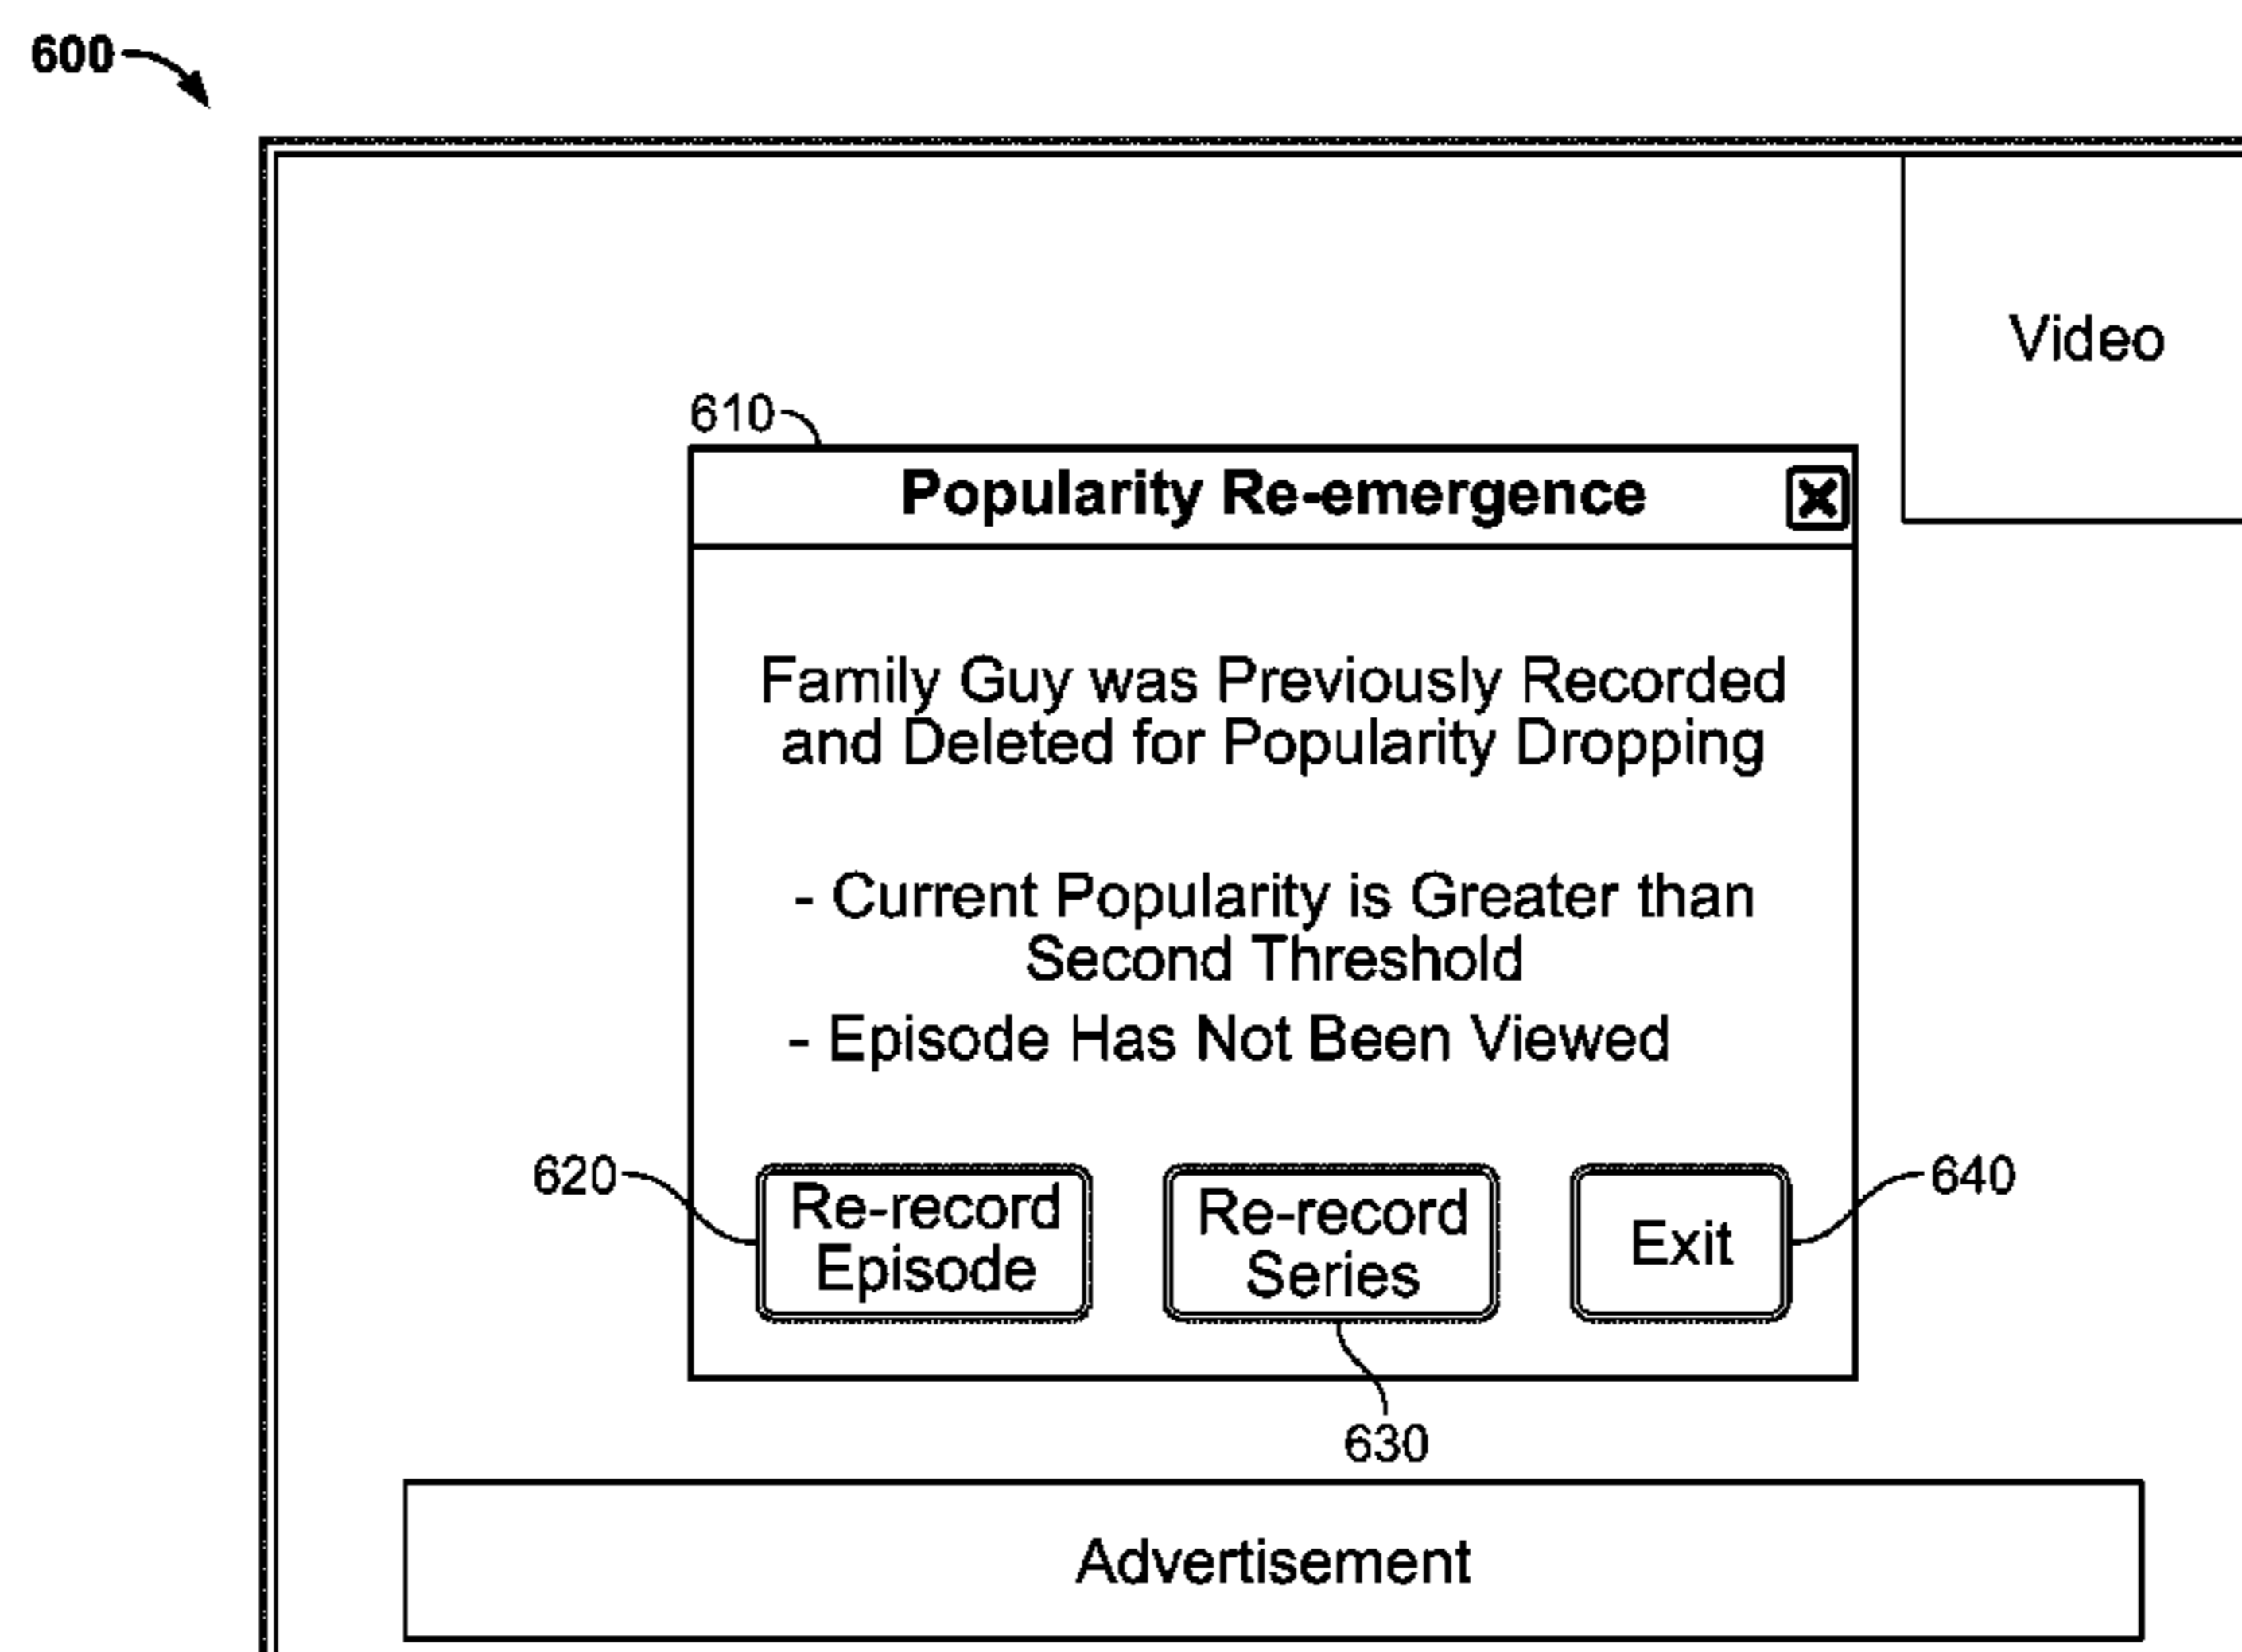 600
Video
610
Popularity Re-emergence
Family Guy was Previously Recorded
and Deleted for Popularity Dropping
- Current Popularity is Greater than
Second Threshold
- Episode Has Not Been Viewed
620
Re-record
Episode
Re-record
Series
Exit
640
630
Advertisement